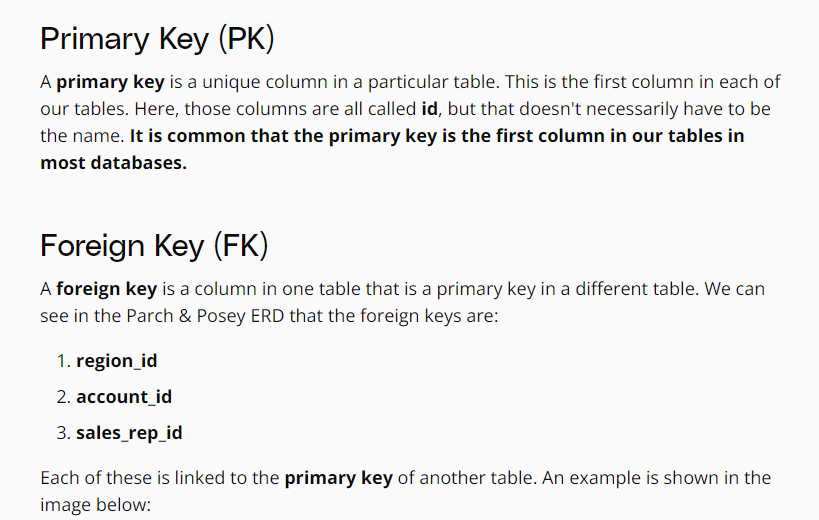 Primary Key (PK)
A primary key is a unique column in a particular table. This is the first column in each of
our tables. Here, those columns are all called id, but that doesn't necessarily have to be
the name. It is common that the primary key is the first column in our tables in
most databases.
Foreign Key (FK)
A foreign key is a column in one table that is a primary key in a different table. We can
see in the Parch & Posey ERD that the foreign keys are:
1. region_id
2. account_id
3. sales_rep_id
Each of these is linked to the primary key of another table. An example is shown in the
image below: